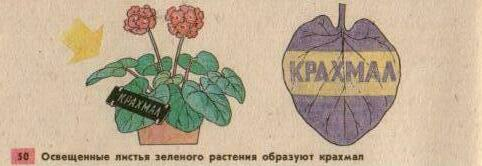 КРАХМАЛ
КРАХМАЛ
50 Освещенные листья зеленого растения образуют крахмал